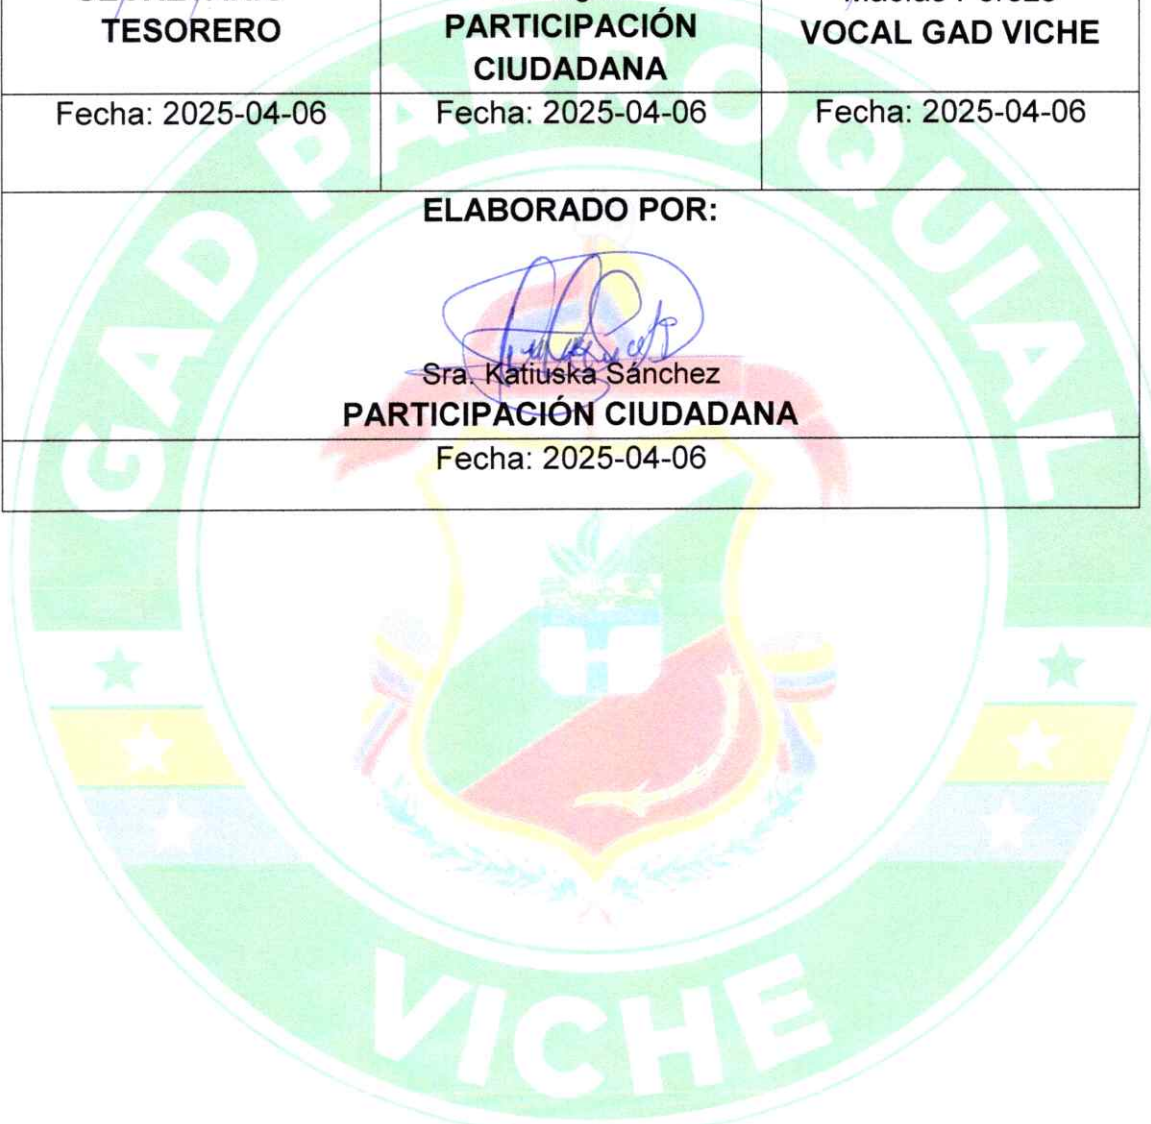 TESORERO
PARTICIPACIÓN
CIUDADANA
VOCAL GAD VICHE
Fecha: 2025-04-06
Fecha: 2025-04-06
Fecha: 2025-04-06
ELABORADO POR:
Sra. Katiuska Sánchez
PARTICIPACIÓN CIUDADANA
Fecha: 2025-04-06
GAD PARROQUIAL
VICHE